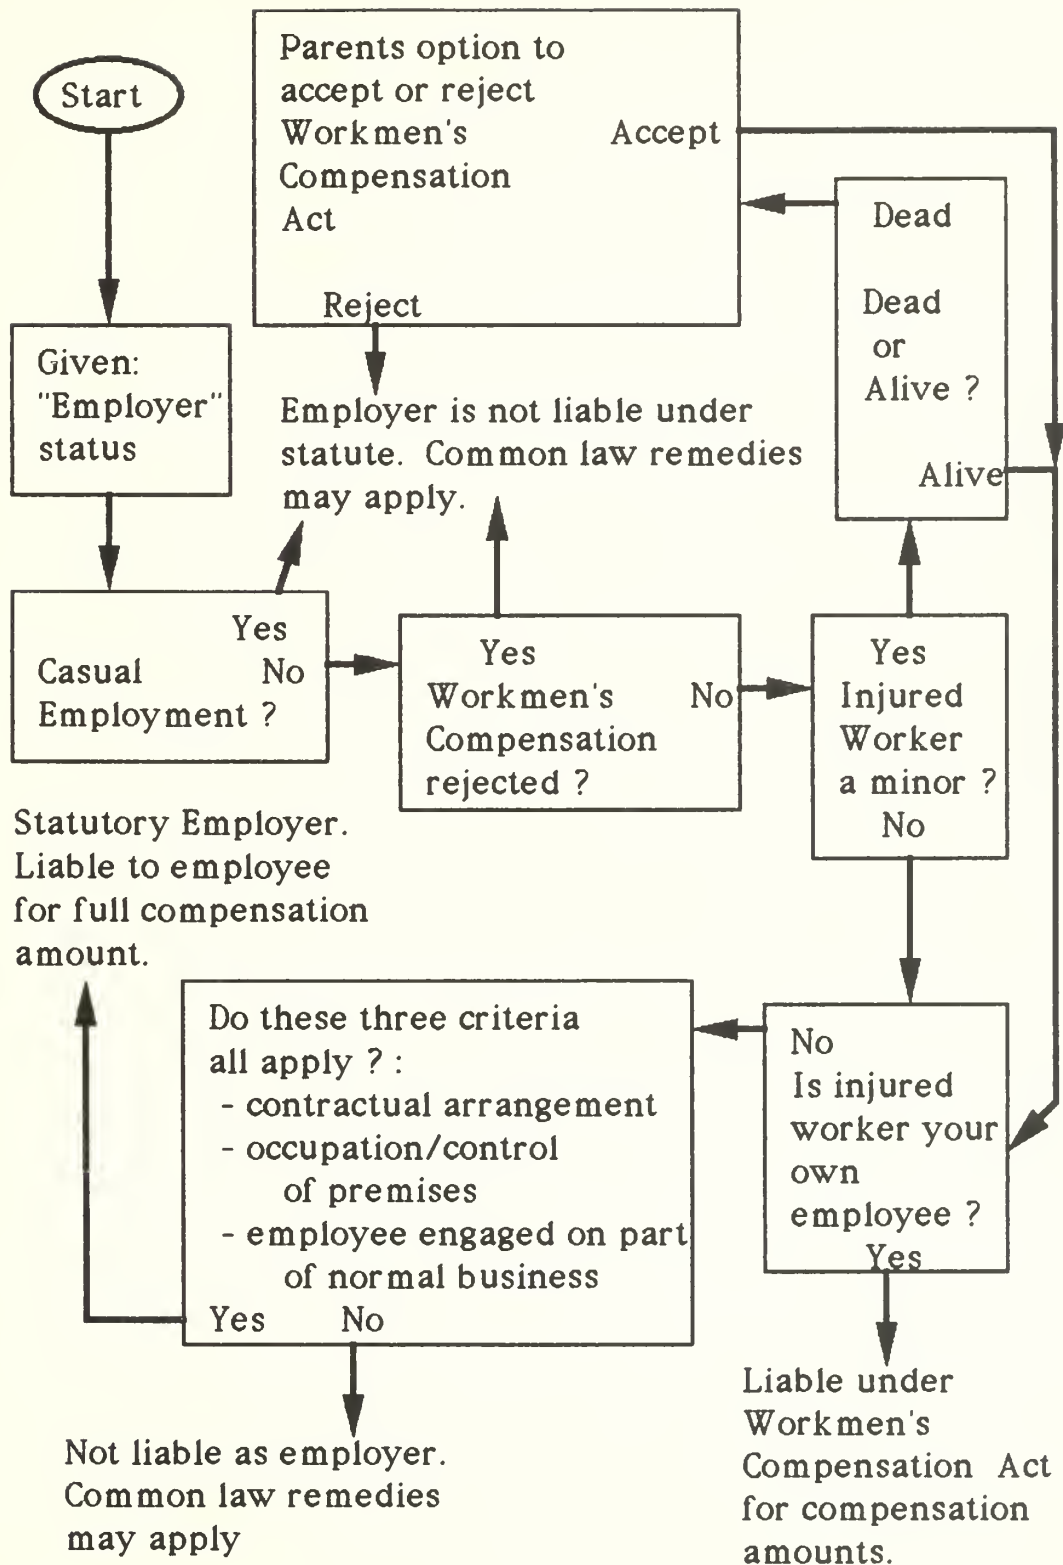 Start
Parents option to
accept or reject
Workmen's Accept
Compensation
Act
Reject
Dead
Dead
or
Alive ?
Alive
Given:
"Employer"
status
Employer is not liable under
statute. Common law remedies
may apply.
Yes
Casual No
Employment ?
Yes
Workmen's No
Compensation
rejected ?
Yes
Injured
Worker
a minor ?
No
Statutory Employer.
Liable to employee
for full compensation
amount.
Do these three criteria
all apply ? :
- contractual arrangement
- occupation/control
of premises
- employee engaged on part
of normal business
Yes No
No
Is injured
worker your
own
employee ?
Yes
Not liable as employer.
Common law remedies
may apply
Liable under
Workmen's
Compensation Act
for compensation
amounts.